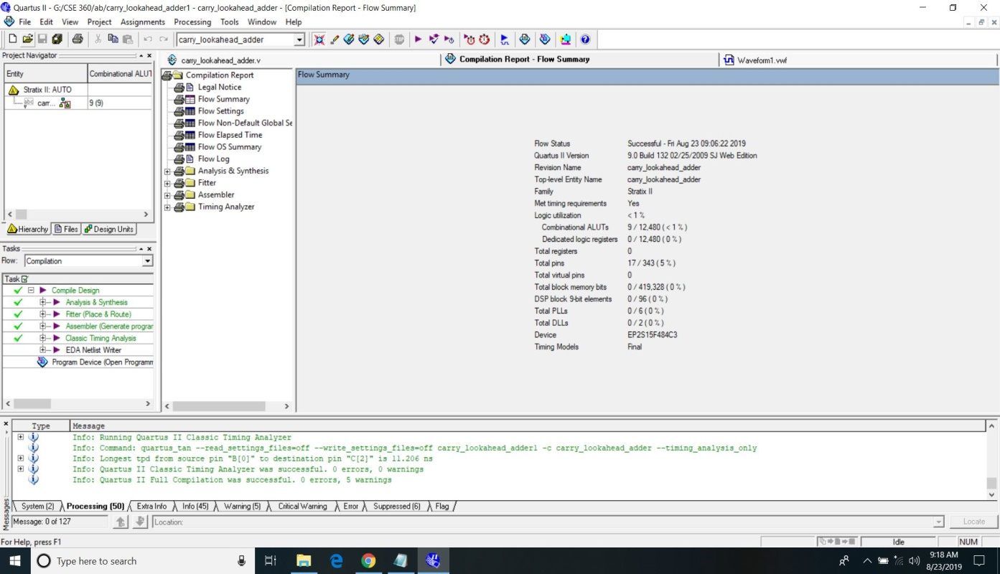 Quartus II - G:/CSE 360/ab/carry_lookahead_adder1 - carry_lookahead_adder - [Compilation Report - Flow Summary]
File Edit View Project Assignments Processing Tools Window Help
carry_lookahead_adder
Project Navigator
Entity Combinational ALUT
Stratix II: AUTO
abd carr... 9 (9)
Hierarchy Files Design Units
Tasks
Flow: Compilation
Task
Compile Design
Analysis & Synthesis
Fitter (Place & Route)
Assembler (Generate program
Classic Timing Analysis
EDA Netlist Writer
Program Device (Open Programm
carry_lookahead_adder.v
Compilation Report - Flow Summary
Waveform1.vwf
Compilation Report
Legal Notice
Flow Summary
Flow Settings
Flow Non-Default Global Se
Flow Elapsed Time
Flow OS Summary
Flow Log
Analysis & Synthesis
Fitter
Assembler
Timing Analyzer
Flow Summary
Flow Status Successful - Fri Aug 23 09:06:22 2019
Quartus II Version 9.0 Build 132 02/25/2009 SJ Web Edition
Revision Name carry_lookahead_adder
Top-level Entity Name carry_lookahead_adder
Family Stratix II
Met timing requirements Yes
Logic utilization < 1 %
Combinational ALUTs 9 / 12,480 ( < 1 % )
Dedicated logic registers 0 / 12,480 ( 0 % )
Total registers 0
Total pins 17 / 343 ( 5 % )
Total virtual pins 0
Total block memory bits 0 / 419,328 ( 0 % )
DSP block 9-bit elements 0 / 96 ( 0 % )
Total PLLs 0 / 6 ( 0 % )
Total DLLs 0 / 2 ( 0 % )
Device EP2S15F484C3
Timing Models Final
Type Message
Info: Running Quartus II Classic Timing Analyzer
Info: Command: quartus_tan --read_settings_files=off --write_settings_files=off carry_lookahead_adder1 -c carry_lookahead_adder --timing_analysis_only
Info: Longest tpd from source pin "B[0]" to destination pin "C[2]" is 11.206 ns
Info: Quartus II Classic Timing Analyzer was successful. 0 errors, 0 warnings
Info: Quartus II Full Compilation was successful. 0 errors, 5 warnings
System (2) Processing (50) Extra Info Info (45) Warning (5) Critical Warning Error Suppressed (6) Flag
Messages
Message: 0 of 127 Location: Locate
For Help, press F1 Idle NUM
Type here to search
9:18 AM
8/23/2019